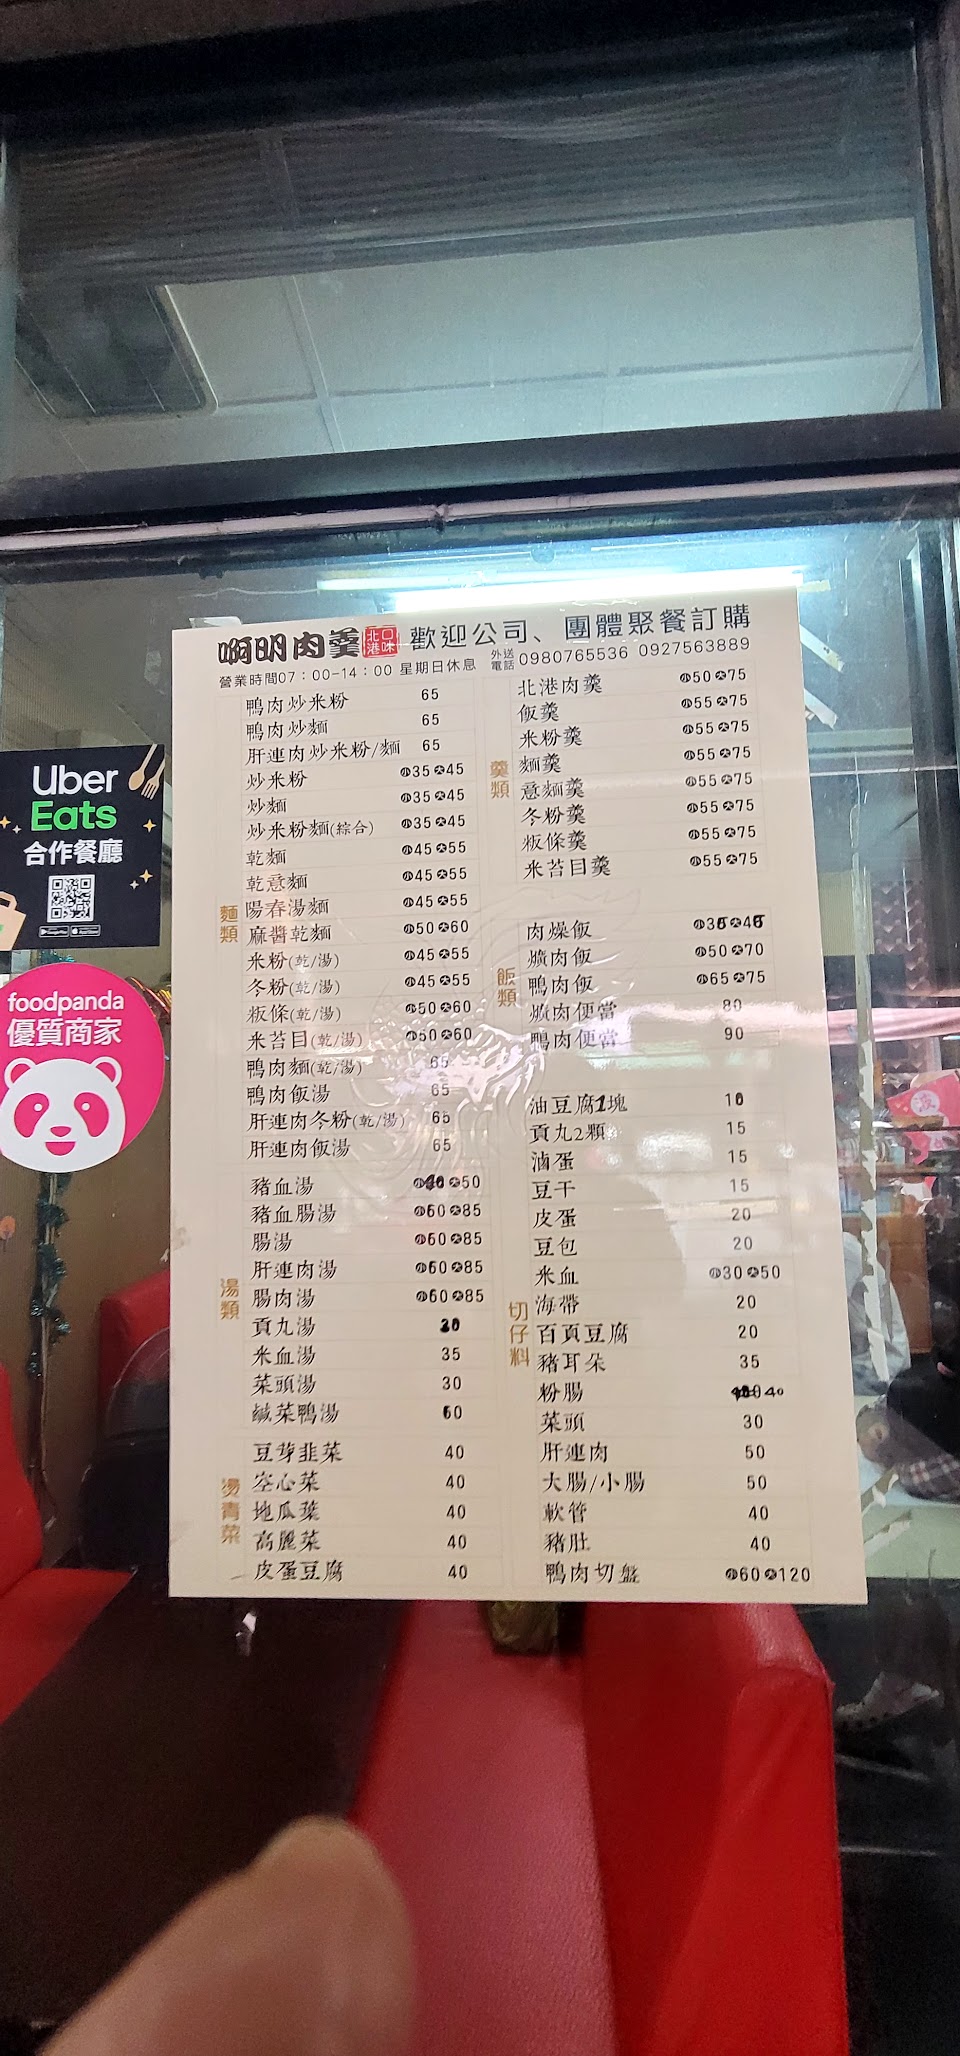 啊明肉羹 北港口味 歡迎公司、團體聚餐訂購
營業時間07：00-14：00 星期日休息 外送電話 0980765536 0927563889
麵類
鴨肉炒米粉 65
鴨肉炒麵 65
肝連肉炒米粉/麵 65
炒米粉 小35大45
炒麵 小35大45
炒米粉麵(綜合) 小35大45
乾麵 小45大55
乾意麵 小45大55
陽春湯麵 小45大55
麻醬乾麵 小50大60
米粉(乾/湯) 小45大55
冬粉(乾/湯) 小45大55
粄條(乾/湯) 小50大60
米苔目(乾/湯) 小50大60
鴨肉麵(乾/湯) 65
鴨肉飯湯 65
肝連肉冬粉(乾/湯) 65
肝連肉飯湯 65
湯類
豬血湯 小40大50
豬血腸湯 小60大85
腸湯 小60大85
肝連肉湯 小60大85
腸肉湯 小60大85
貢丸湯
米血湯 35
菜頭湯 30
鹹菜鴨湯 60
燙青菜
豆芽韭菜 40
空心菜 40
地瓜葉 40
高麗菜 40
皮蛋豆腐 40
羹類
北港肉羹 小50大75
飯羹 小55大75
米粉羹 小55大75
麵羹 小55大75
意麵羹 小55大75
冬粉羹 小55大75
粄條羹 小55大75
米苔目羹 小55大75
飯類
肉燥飯 小35大45
爌肉飯 小50大70
鴨肉飯 小65大75
爌肉便當 80
鴨肉便當 90
切仔料
油豆腐1塊 10
貢丸2顆 15
滷蛋 15
豆干 15
皮蛋 20
豆包 20
米血 小30大50
海帶 20
百頁豆腐 20
豬耳朵 35
粉腸 40
菜頭 30
肝連肉 50
大腸/小腸 50
軟管 40
豬肚 40
鴨肉切盤 小60大120
Uber
Eats
合作餐廳
foodpanda
優質商家